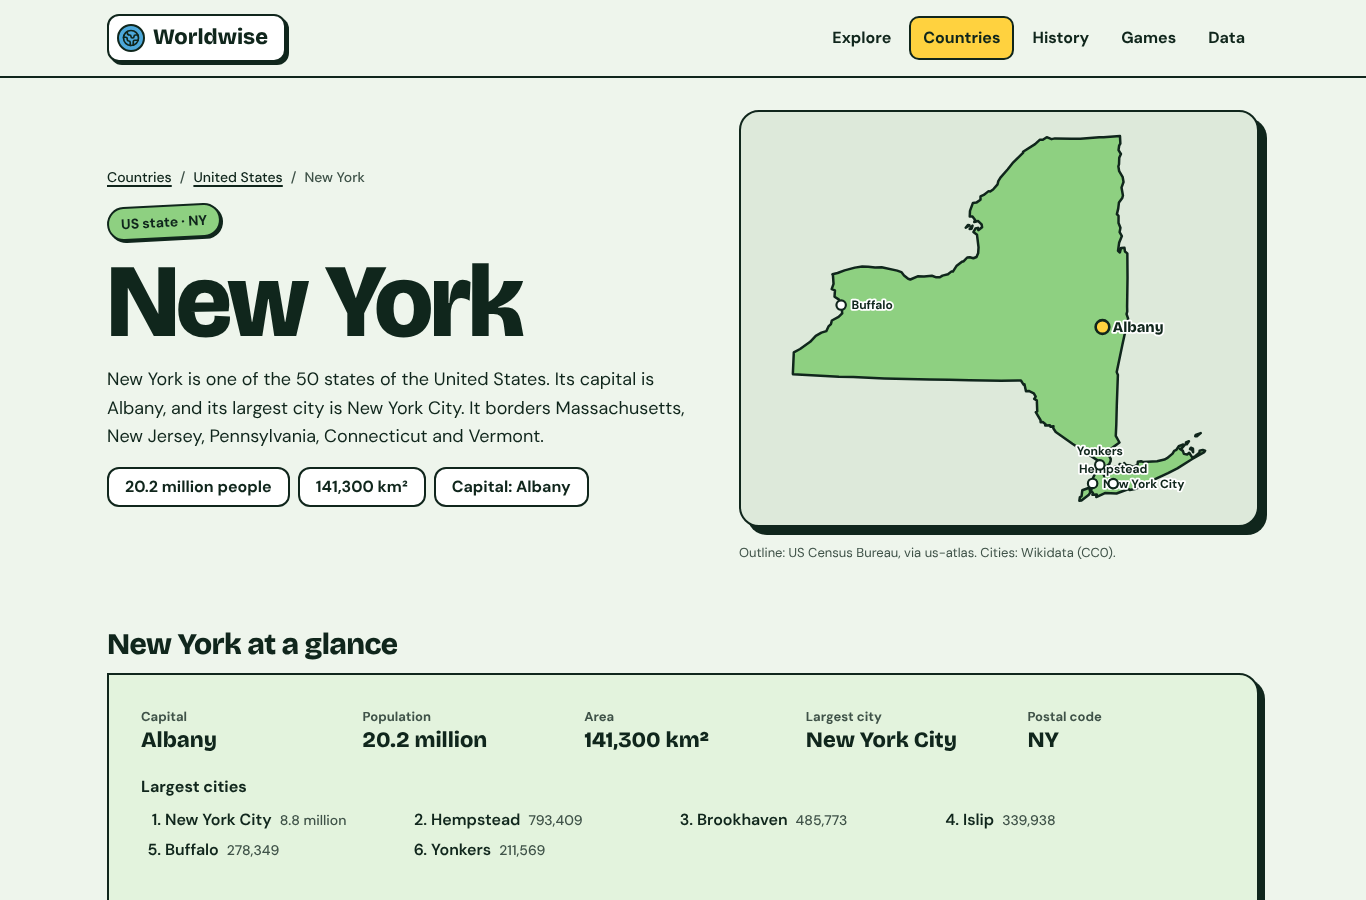 Worldwise
Explore Countries History Games Data
Countries / United States / New York
US state · NY
New York
New York is one of the 50 states of the United States. Its capital is
Albany, and its largest city is New York City. It borders Massachusetts,
New Jersey, Pennsylvania, Connecticut and Vermont.
20.2 million people 141,300 km² Capital: Albany
Buffalo
Albany
Yonkers
Hempstead
New York City
Outline: US Census Bureau, via us-atlas. Cities: Wikidata (CC0).
New York at a glance
Capital Population Area Largest city Postal code
Albany 20.2 million 141,300 km² New York City NY
Largest cities
1. New York City 8.8 million 2. Hempstead 793,409 3. Brookhaven 485,773 4. Islip 339,938
5. Buffalo 278,349 6. Yonkers 211,569